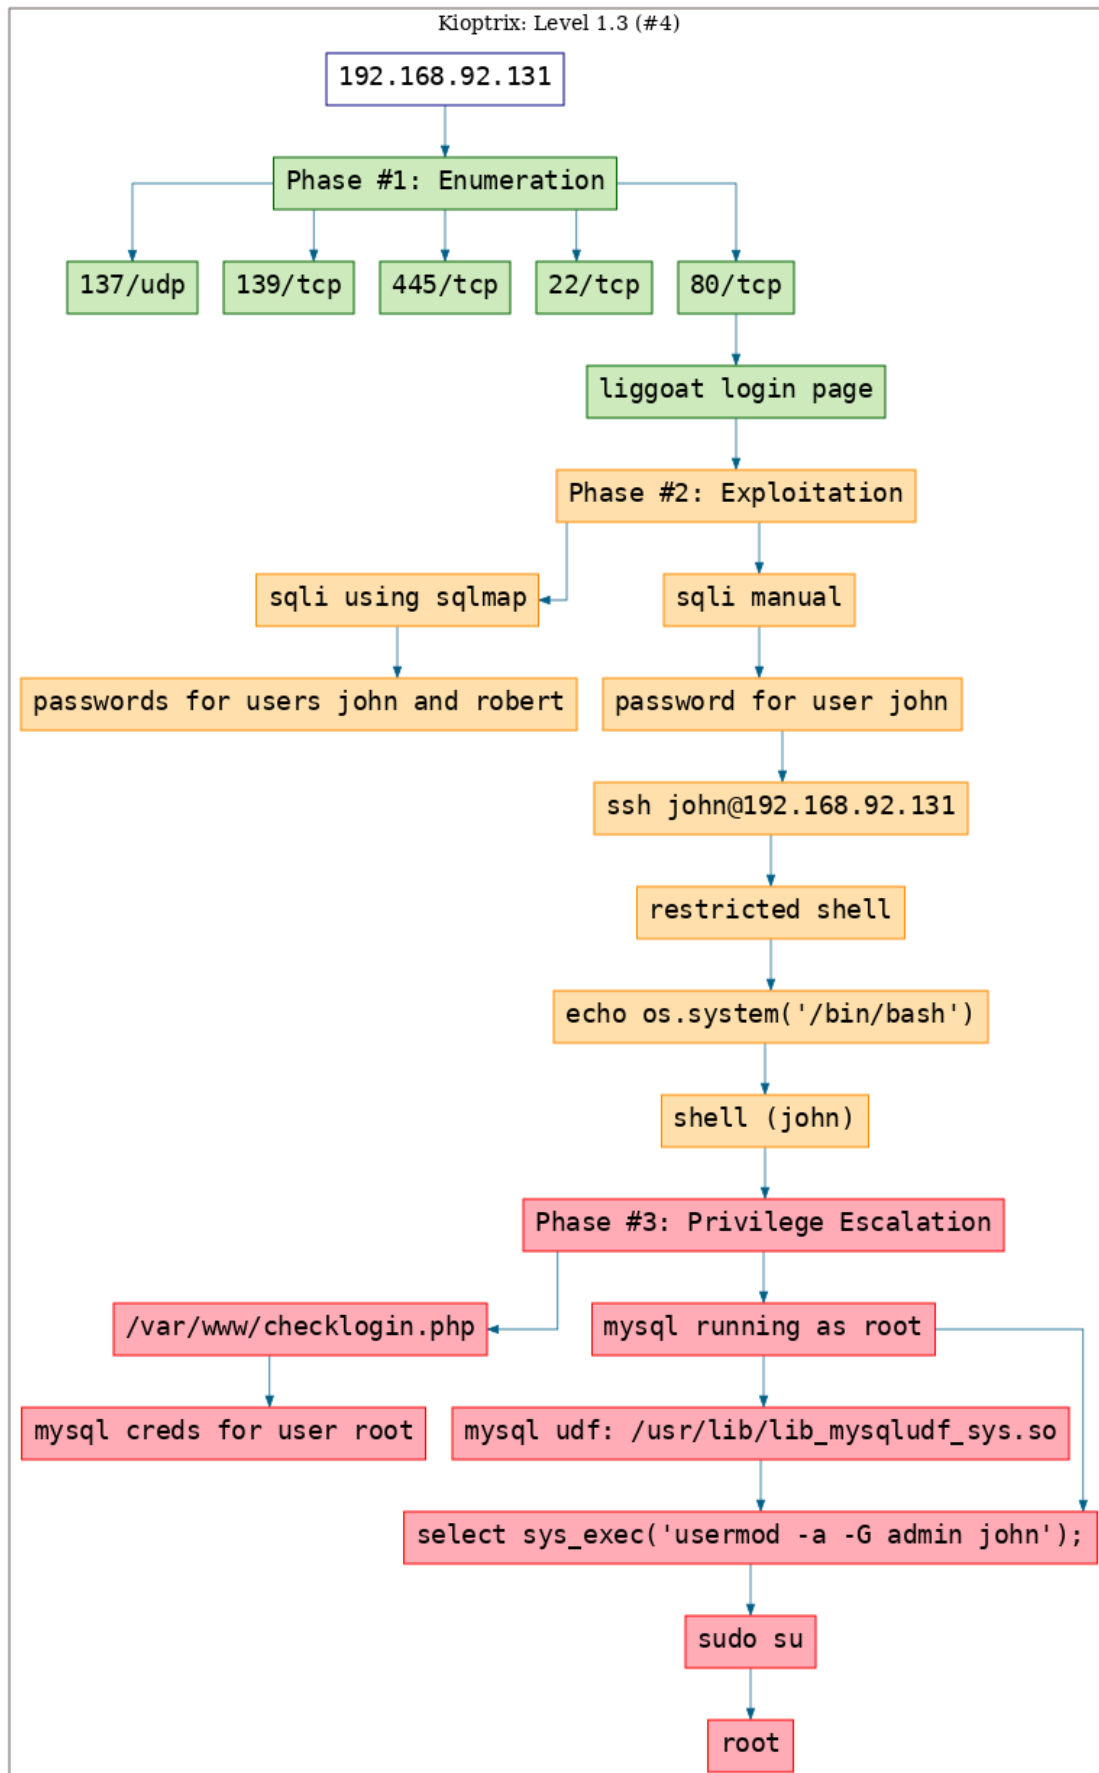 Kioptrix: Level 1.3 (#4)
192.168.92.131
Phase #1: Enumeration
137/udp
139/tcp
445/tcp
22/tcp
80/tcp
liggoat login page
Phase #2: Exploitation
sqli using sqlmap
sqli manual
passwords for users john and robert
password for user john
ssh john@192.168.92.131
restricted shell
echo os.system('/bin/bash')
shell (john)
Phase #3: Privilege Escalation
/var/www/checklogin.php
mysql running as root
mysql creds for user root
mysql udf: /usr/lib/lib_mysqludf_sys.so
select sys_exec('usermod -a -G admin john');
sudo su
root